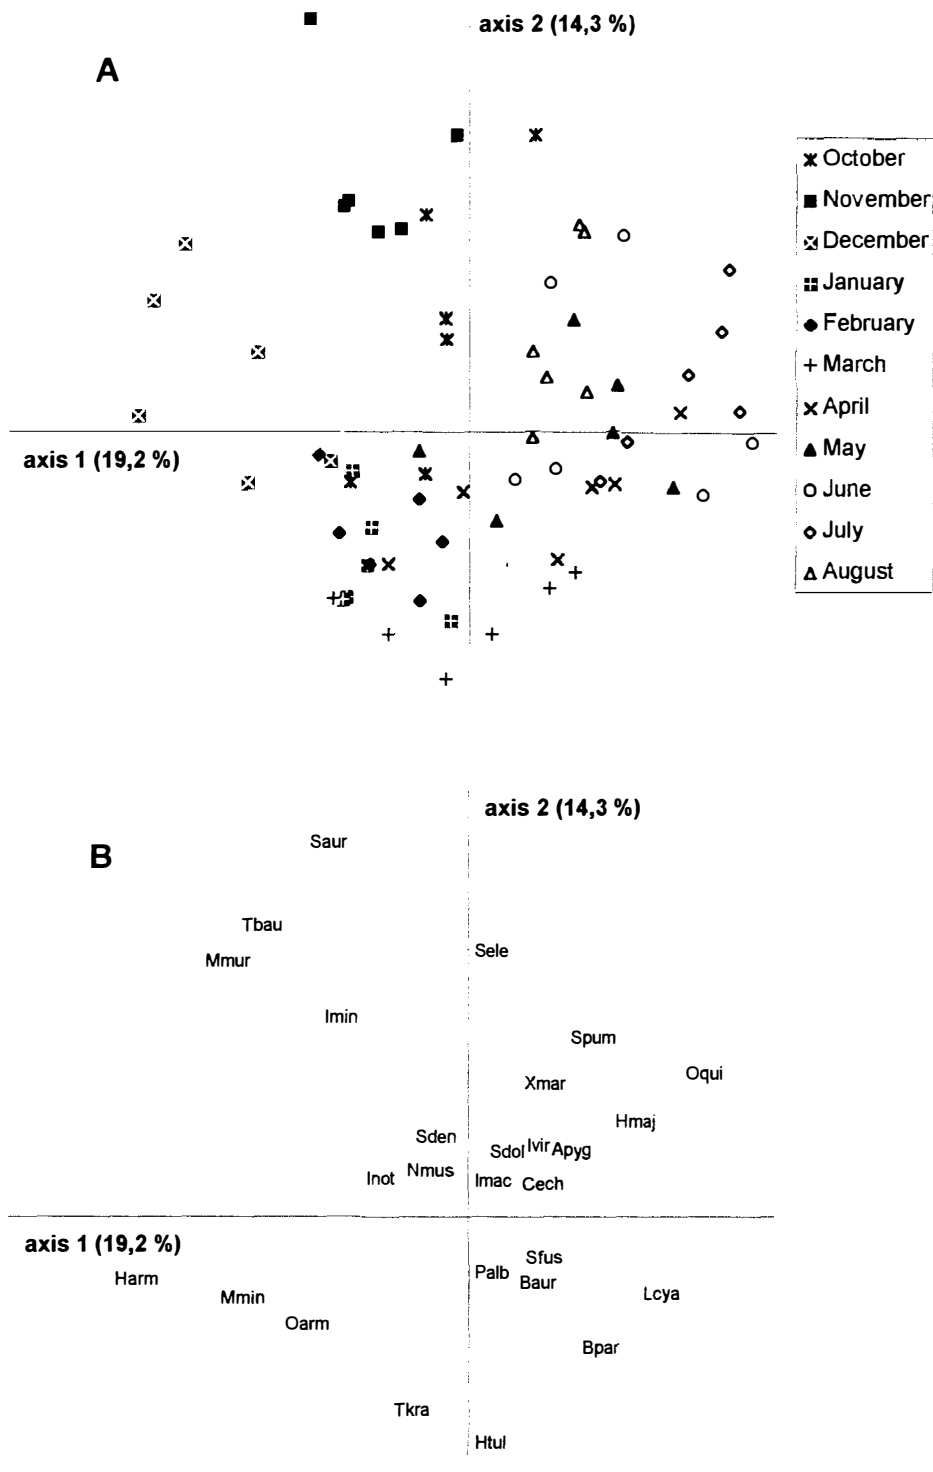 axis 2 (14,3 %)
A
October
November
December
January
February
March
April
May
June
July
August
axis 1 (19,2 %)
axis 2 (14,3 %)
B
Saur
Tbau
Mmur
Sele
Imin
Spum
Oqui
Xmar
Hmaj
Sden
Sdol Ivir Apyg
Inot Nmus Imac Cech
axis 1 (19,2 %)
Sfus
Harm Palb Baur
Mmin Lcya
Oarm
Bpar
Tkra
Htul